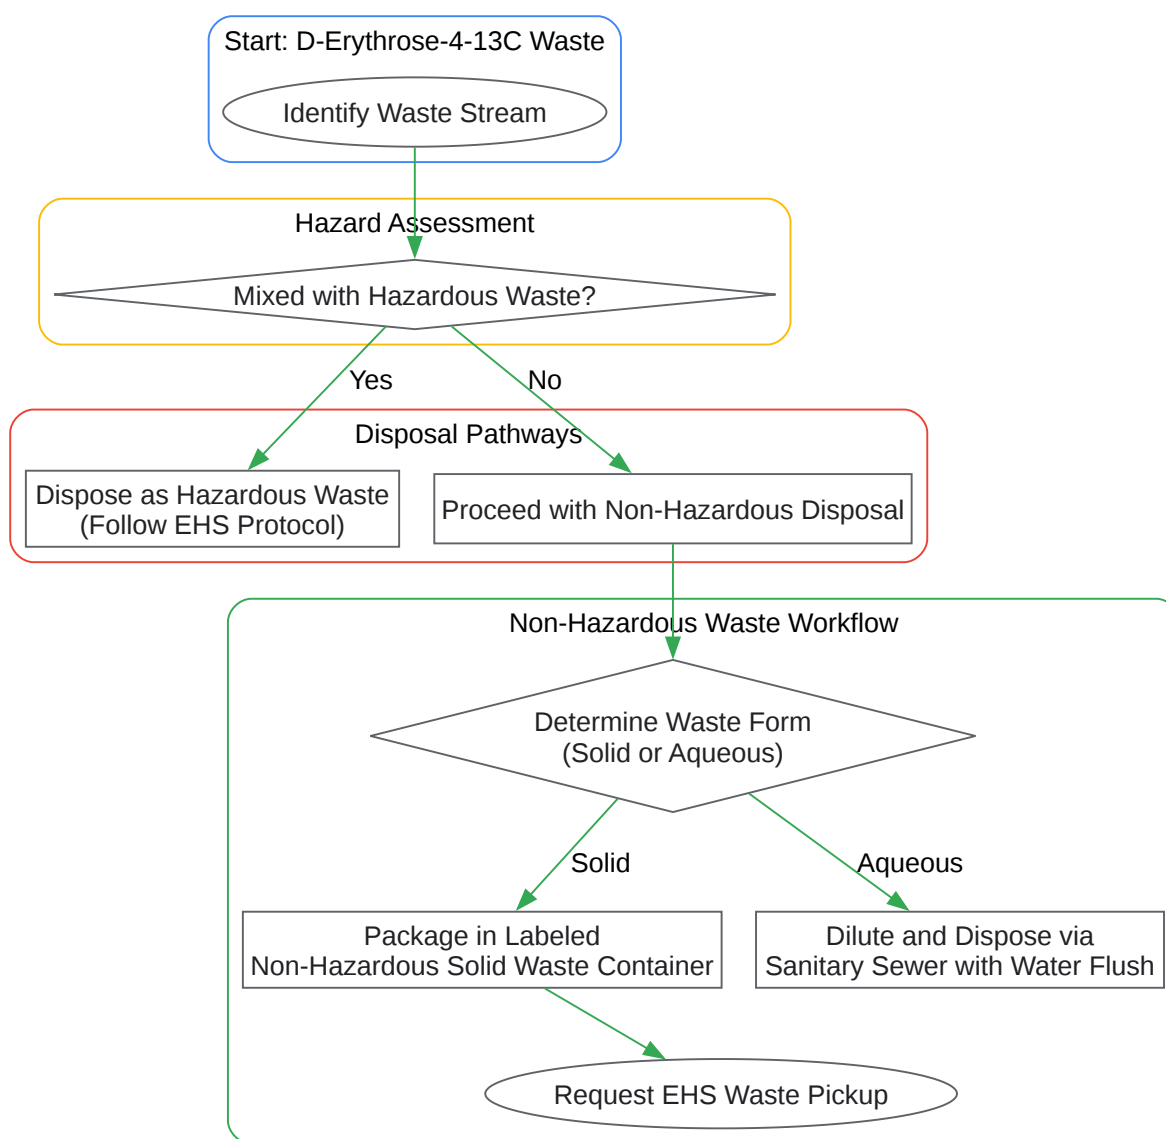 Start: D-Erythrose-4-13C Waste
Identify Waste Stream
Hazard Assessment
Mixed with Hazardous Waste?
Yes
No
Disposal Pathways
Dispose as Hazardous Waste
(Follow EHS Protocol)
Proceed with Non-Hazardous Disposal
Non-Hazardous Waste Workflow
Determine Waste Form
(Solid or Aqueous)
Solid
Aqueous
Package in Labeled
Non-Hazardous Solid Waste Container
Dilute and Dispose via
Sanitary Sewer with Water Flush
Request EHS Waste Pickup